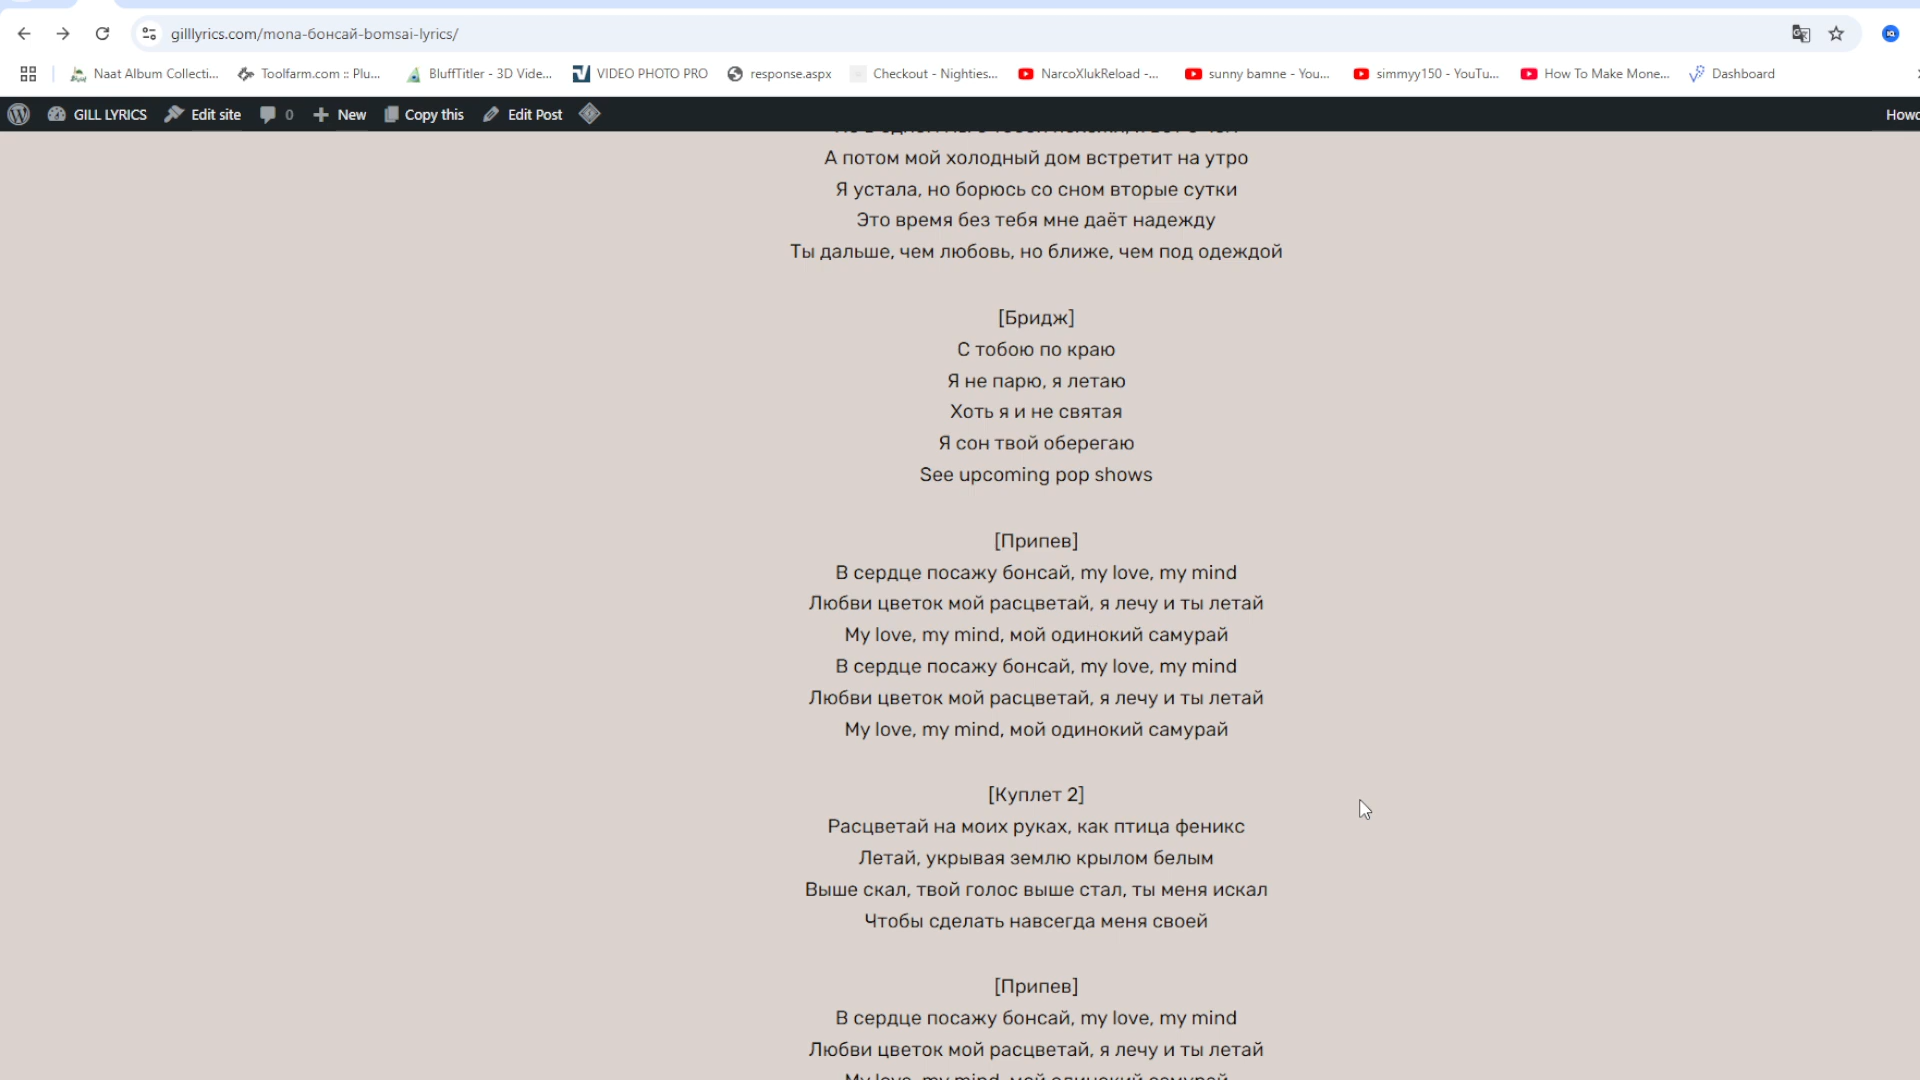 gilllyrics.com/mona-бонсай-bomsai-lyrics/
Naat Album Collecti... Toolfarm.com :: Plu... BluffTitler - 3D Vide... VIDEO PHOTO PRO response.aspx Checkout - Nighties... NarcoXlukReload -... sunny bamne - You... simmyy150 - YouTu... How To Make Mone... Dashboard
GILL LYRICS Edit site 0 New Copy this Edit Post Howd
А потом мой холодный дом встретит на утро
Я устала, но борюсь со сном вторые сутки
Это время без тебя мне даёт надежду
Ты дальше, чем любовь, но ближе, чем под одеждой
[Бридж]
С тобою по краю
Я не парю, я летаю
Хоть я и не святая
Я сон твой оберегаю
See upcoming pop shows
[Припев]
В сердце посажу бонсай, my love, my mind
Любви цветок мой расцветай, я лечу и ты летай
My love, my mind, мой одинокий самурай
В сердце посажу бонсай, my love, my mind
Любви цветок мой расцветай, я лечу и ты летай
My love, my mind, мой одинокий самурай
[Куплет 2]
Расцветай на моих руках, как птица феникс
Летай, укрывая землю крылом белым
Выше скал, твой голос выше стал, ты меня искал
Чтобы сделать навсегда меня своей
[Припев]
В сердце посажу бонсай, my love, my mind
Любви цветок мой расцветай, я лечу и ты летай
My love, my mind, мой одинокий самурай